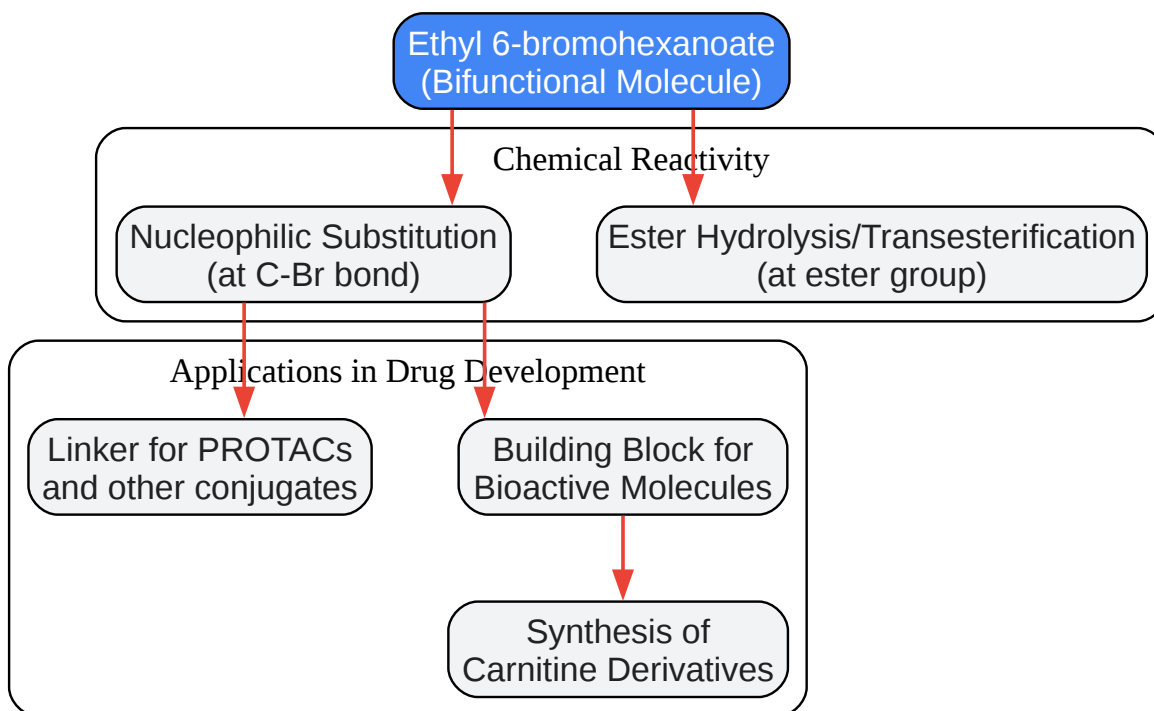 Ethyl 6-bromohexanoate
(Bifunctional Molecule)
Chemical Reactivity
Nucleophilic Substitution
(at C-Br bond)
Ester Hydrolysis/Transesterification
(at ester group)
Applications in Drug Development
Linker for PROTACs
and other conjugates
Building Block for
Bioactive Molecules
Synthesis of
Carnitine Derivatives